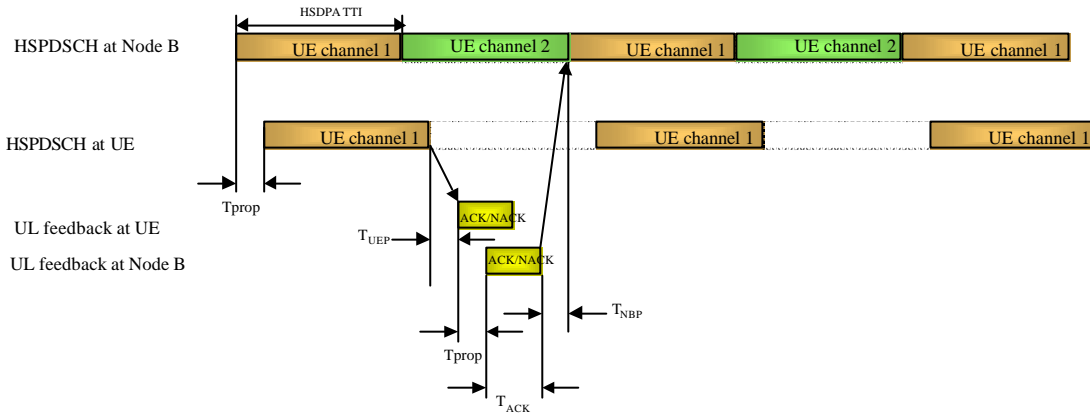 HSDPA TTI
HSPDSCH at Node B
UE channel 1
UE channel 2
UE channel 1
UE channel 2
UE channel 1
HSPDSCH at UE
UE channel 1
UE channel 1
UE channel 1
Tprop
UL feedback at UE
ACK/NACK
TUEP
UL feedback at Node B
ACK/NACK
TNBP
Tprop
TACK